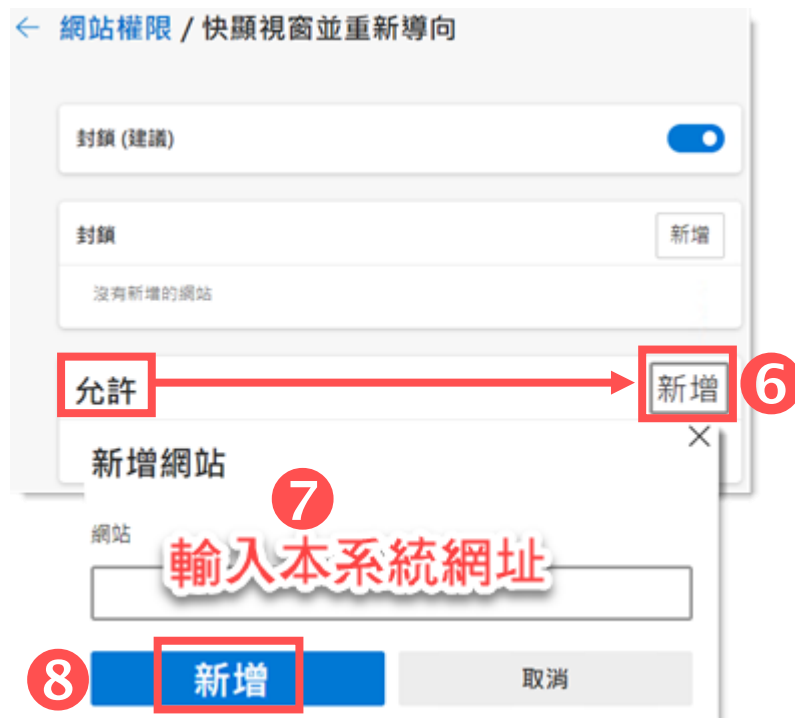 ← 網站權限 / 快顯視窗並重新導向
封鎖 (建議)
封鎖 新增
沒有新增的網站
允許 新增 6
新增網站
7
網站
輸入本系統網址
8 新增 取消